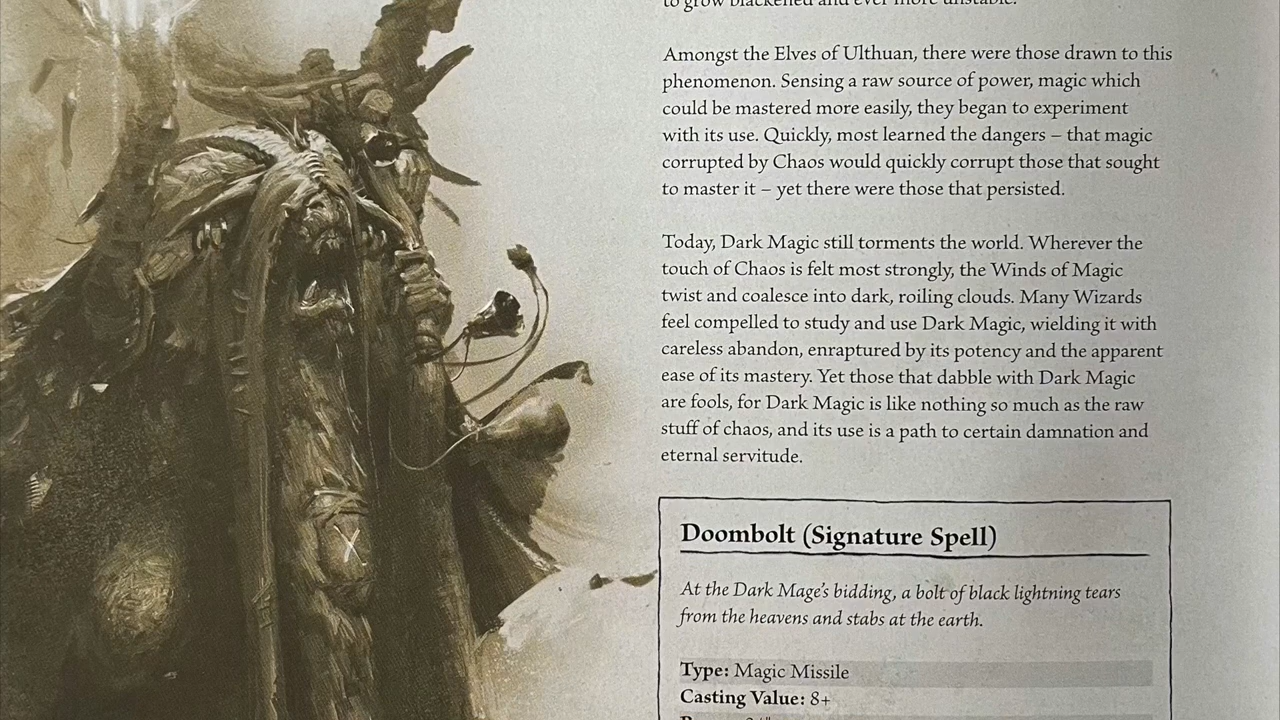 to grow blackened and ever more unstable.
Amongst the Elves of Ulthuan, there were those drawn to this
phenomenon. Sensing a raw source of power, magic which
could be mastered more easily, they began to experiment
with its use. Quickly, most learned the dangers – that magic
corrupted by Chaos would quickly corrupt those that sought
to master it – yet there were those that persisted.
Today, Dark Magic still torments the world. Wherever the
touch of Chaos is felt most strongly, the Winds of Magic
twist and coalesce into dark, roiling clouds. Many Wizards
feel compelled to study and use Dark Magic, wielding it with
careless abandon, enraptured by its potency and the apparent
ease of its mastery. Yet those that dabble with Dark Magic
are fools, for Dark Magic is like nothing so much as the raw
stuff of chaos, and its use is a path to certain damnation and
eternal servitude.
Doombolt (Signature Spell)
At the Dark Mage's bidding, a bolt of black lightning tears
from the heavens and stabs at the earth.
Type: Magic Missile
Casting Value: 8+